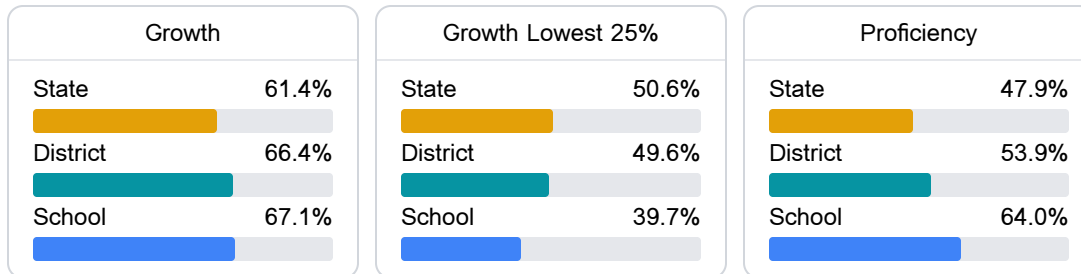 Growth
State 61.4%
District 66.4%
School 67.1%
Growth Lowest 25%
State 50.6%
District 49.6%
School 39.7%
Proficiency
State 47.9%
District 53.9%
School 64.0%